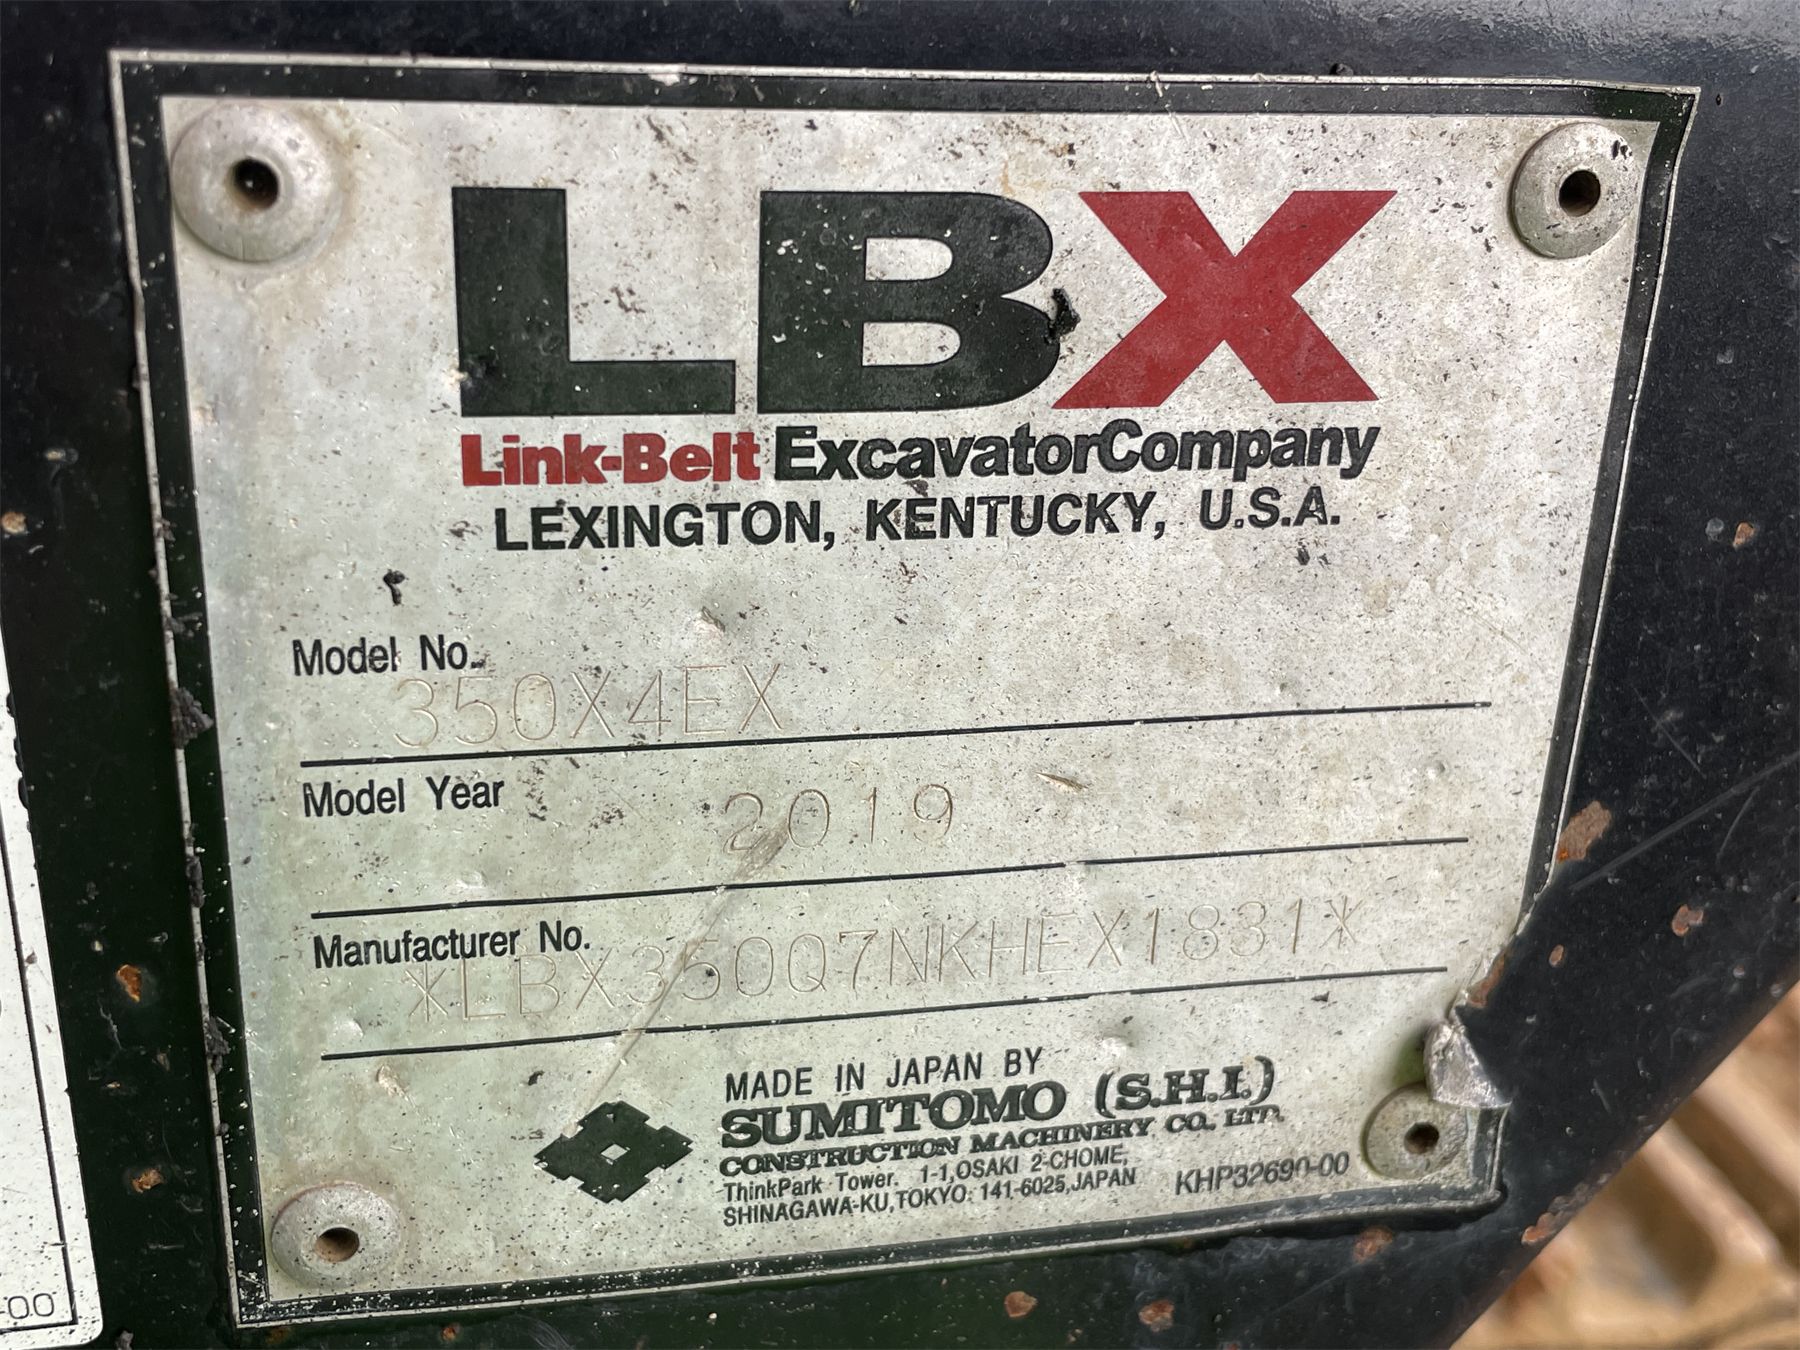 LBX
Link-Belt ExcavatorCompany
LEXINGTON, KENTUCKY, U.S.A.
Model No.
350X4EX
Model Year
2019
Manufacturer No.
*LBX350Q7NKHEX1831*
MADE IN JAPAN BY
SUMITOMO (S.H.I.)
CONSTRUCTION MACHINERY CO. LTD.
ThinkPark Tower. 1-1,OSAKI 2-CHOME,
SHINAGAWA-KU,TOKYO: 141-6025,JAPAN
KHP32690-00
-00